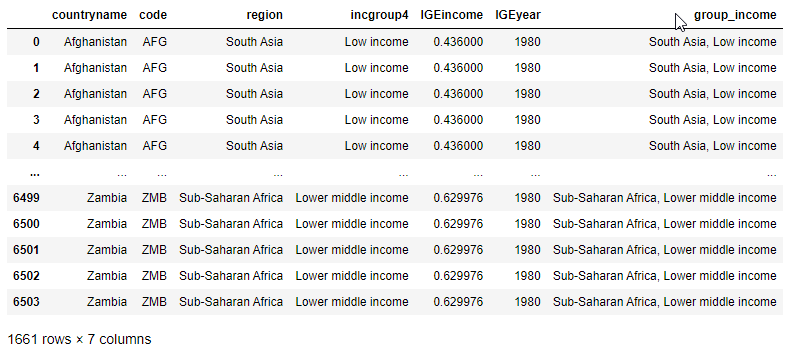 countryname code region incgroup4 IGEincome IGEyear group_income
0 Afghanistan AFG South Asia Low income 0.436000 1980 South Asia, Low income
1 Afghanistan AFG South Asia Low income 0.436000 1980 South Asia, Low income
2 Afghanistan AFG South Asia Low income 0.436000 1980 South Asia, Low income
3 Afghanistan AFG South Asia Low income 0.436000 1980 South Asia, Low income
4 Afghanistan AFG South Asia Low income 0.436000 1980 South Asia, Low income
... ... ... ... ... ... ... ...
6499 Zambia ZMB Sub-Saharan Africa Lower middle income 0.629976 1980 Sub-Saharan Africa, Lower middle income
6500 Zambia ZMB Sub-Saharan Africa Lower middle income 0.629976 1980 Sub-Saharan Africa, Lower middle income
6501 Zambia ZMB Sub-Saharan Africa Lower middle income 0.629976 1980 Sub-Saharan Africa, Lower middle income
6502 Zambia ZMB Sub-Saharan Africa Lower middle income 0.629976 1980 Sub-Saharan Africa, Lower middle income
6503 Zambia ZMB Sub-Saharan Africa Lower middle income 0.629976 1980 Sub-Saharan Africa, Lower middle income
1661 rows × 7 columns